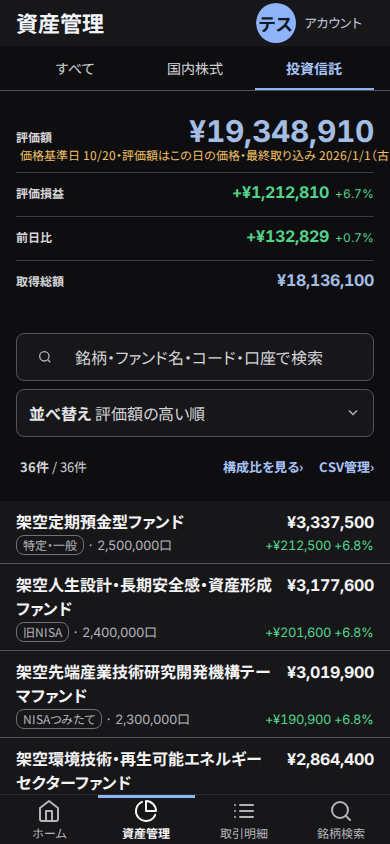 資産管理
テス アカウント
すべて 国内株式 投資信託
評価額 ¥19,348,910
価格基準日 10/20・評価額はこの日の価格・最終取り込み 2026/1/1（古
評価損益 +¥1,212,810 +6.7%
前日比 +¥132,829 +0.7%
取得総額 ¥18,136,100
銘柄・ファンド名・コード・口座で検索
並べ替え 評価額の高い順
36件 / 36件 構成比を見る› CSV管理›
架空定期預金型ファンド ¥3,337,500
特定・一般 · 2,500,000口 +¥212,500 +6.8%
架空人生設計・長期安全感・資産形成 ¥3,177,600
ファンド
旧NISA · 2,400,000口 +¥201,600 +6.8%
架空先端産業技術研究開発機構テー ¥3,019,900
マファンド
NISAつみたて · 2,300,000口 +¥190,900 +6.8%
架空環境技術・再生可能エネルギー ¥2,864,400
セクターファンド
ホーム 資産管理 取引明細 銘柄検索